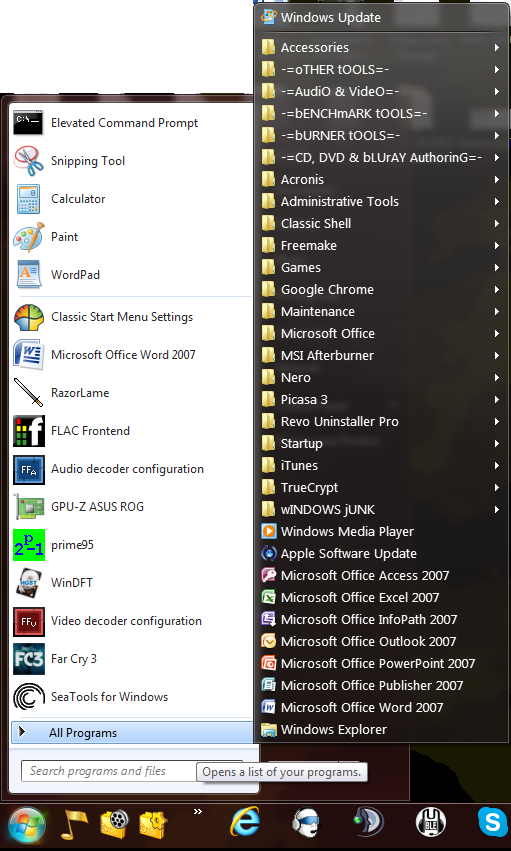 Windows Update
Accessories
-=oTHER tOOLS=-
-=AudiO & VideO=-
-=bENCHmARK tOOLS=-
-=bURNER tOOLS=-
-=CD, DVD & bLUrAY AuthorinG=-
Acronis
Administrative Tools
Classic Shell
Freemake
Games
Google Chrome
Maintenance
Microsoft Office
MSI Afterburner
Nero
Picasa 3
Revo Uninstaller Pro
Startup
iTunes
TrueCrypt
wINDOWS jUNK
Windows Media Player
Apple Software Update
Microsoft Office Access 2007
Microsoft Office Excel 2007
Microsoft Office InfoPath 2007
Microsoft Office Outlook 2007
Microsoft Office PowerPoint 2007
Microsoft Office Publisher 2007
Microsoft Office Word 2007
Windows Explorer
Elevated Command Prompt
Snipping Tool
Calculator
Paint
WordPad
Classic Start Menu Settings
Microsoft Office Word 2007
RazorLame
FLAC Frontend
Audio decoder configuration
GPU-Z ASUS ROG
prime95
WinDFT
Video decoder configuration
Far Cry 3
SeaTools for Windows
All Programs
Search programs and files
Opens a list of your programs.